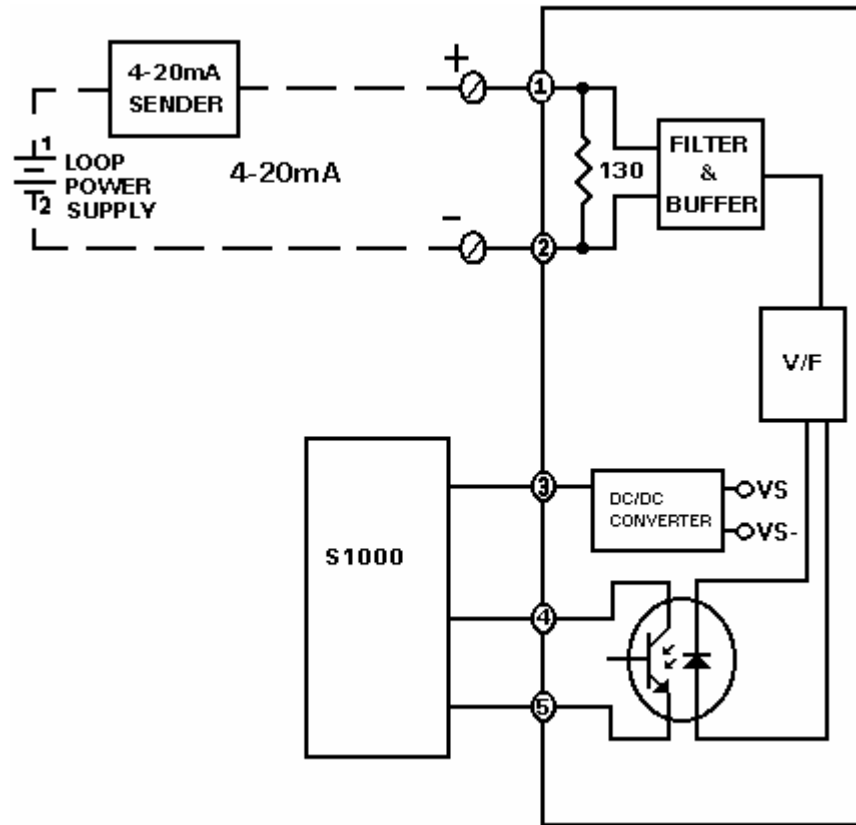 4-20mA
SENDER
+
1
1
LOOP
POWER
SUPPLY
2
4-20mA
130
FILTER
&
BUFFER
-
2
V/F
S1000
3
DC/DC
CONVERTER
VS
VS-
4
5